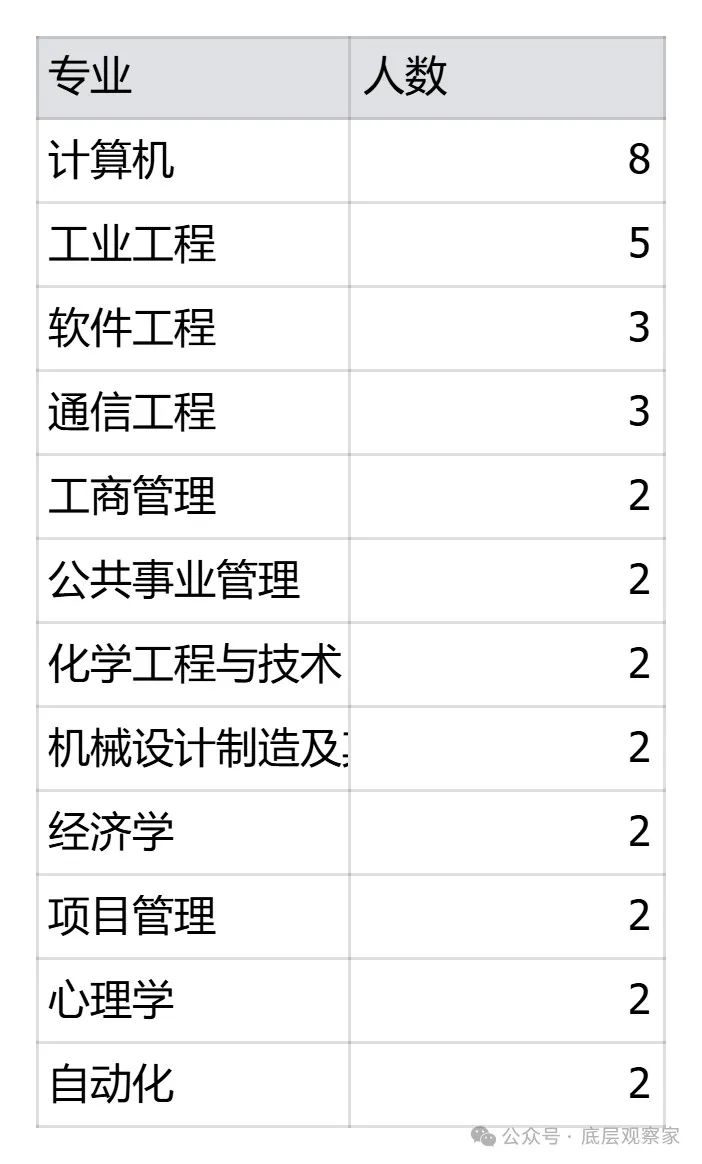 专业 人数
计算机 8
工业工程 5
软件工程 3
通信工程 3
工商管理 2
公共事业管理 2
化学工程与技术 2
机械设计制造及 2
经济学 2
项目管理 2
心理学 2
自动化 2
公众号 · 底层观察家